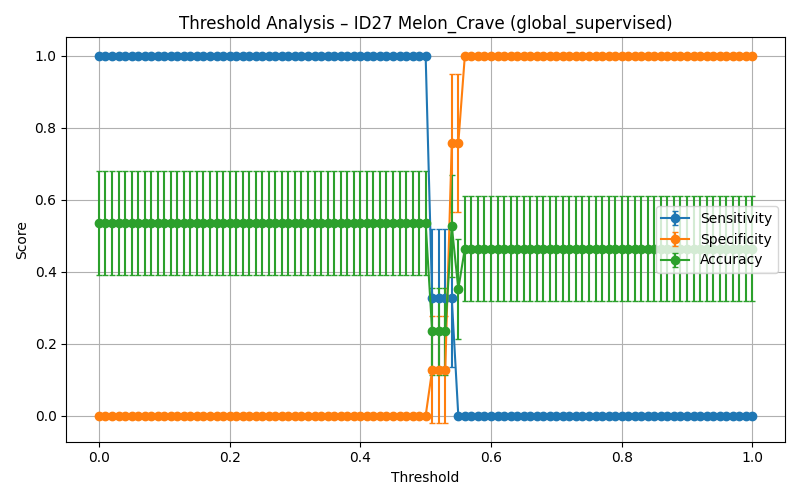 Threshold Analysis – ID27 Melon_Crave (global_supervised)
1.0
0.8
0.6
0.4
0.2
0.0
Score
Sensitivity
Specificity
Accuracy
0.0 0.2 0.4 0.6 0.8 1.0
Threshold